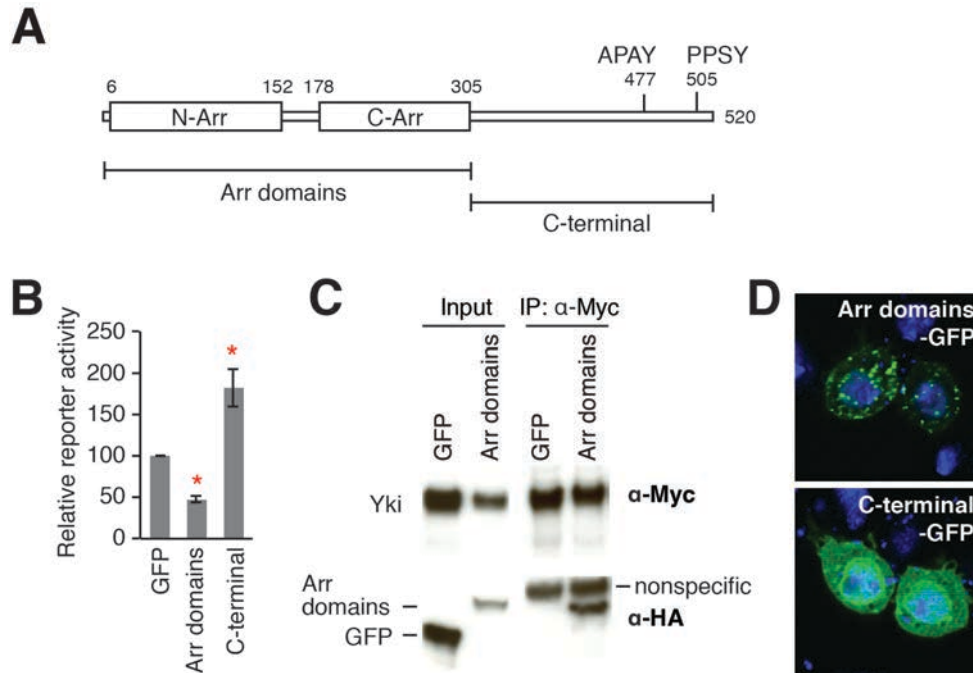 A
APAY PPSY
6 152 178 305 477 505
N-Arr C-Arr 520
Arr domains
C-terminal
B
Relative reporter activity
250
200
150
100
50
0
* *
GFP
Arr domains
C-terminal
C
Input IP: α-Myc
GFP
Arr domains
GFP
Arr domains
Yki α-Myc
Arr
domains
nonspecific
α-HA
GFP
D
Arr domains
-GFP
C-terminal
-GFP